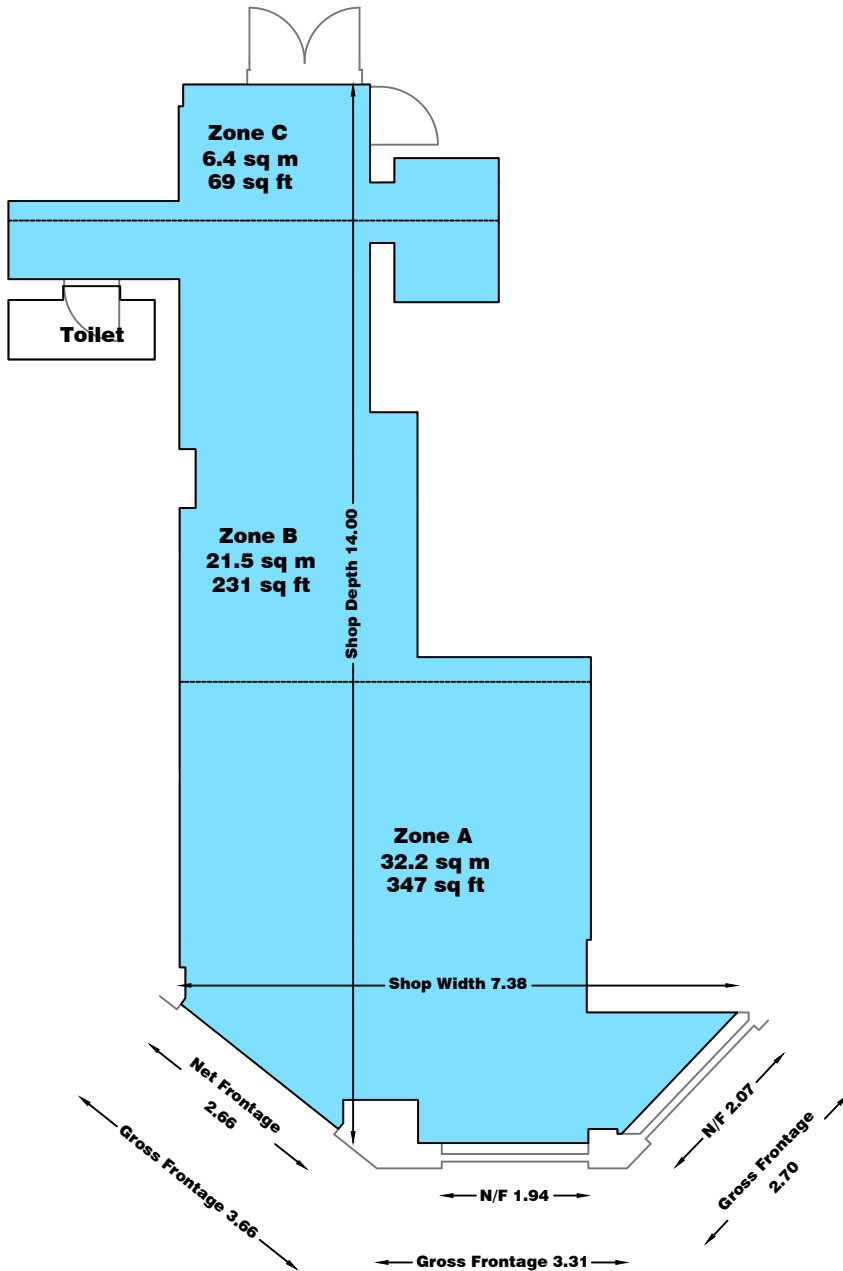 Zone C
6.4 sq m
69 sq ft
Toilet
Shop Depth 14.00
Zone B
21.5 sq m
231 sq ft
Zone A
32.2 sq m
347 sq ft
Shop Width 7.38
Net Frontage
2.66
Gross Frontage 3.66
N/F 1.94
Gross Frontage 3.31
N/F 2.07
Gross Frontage
2.70